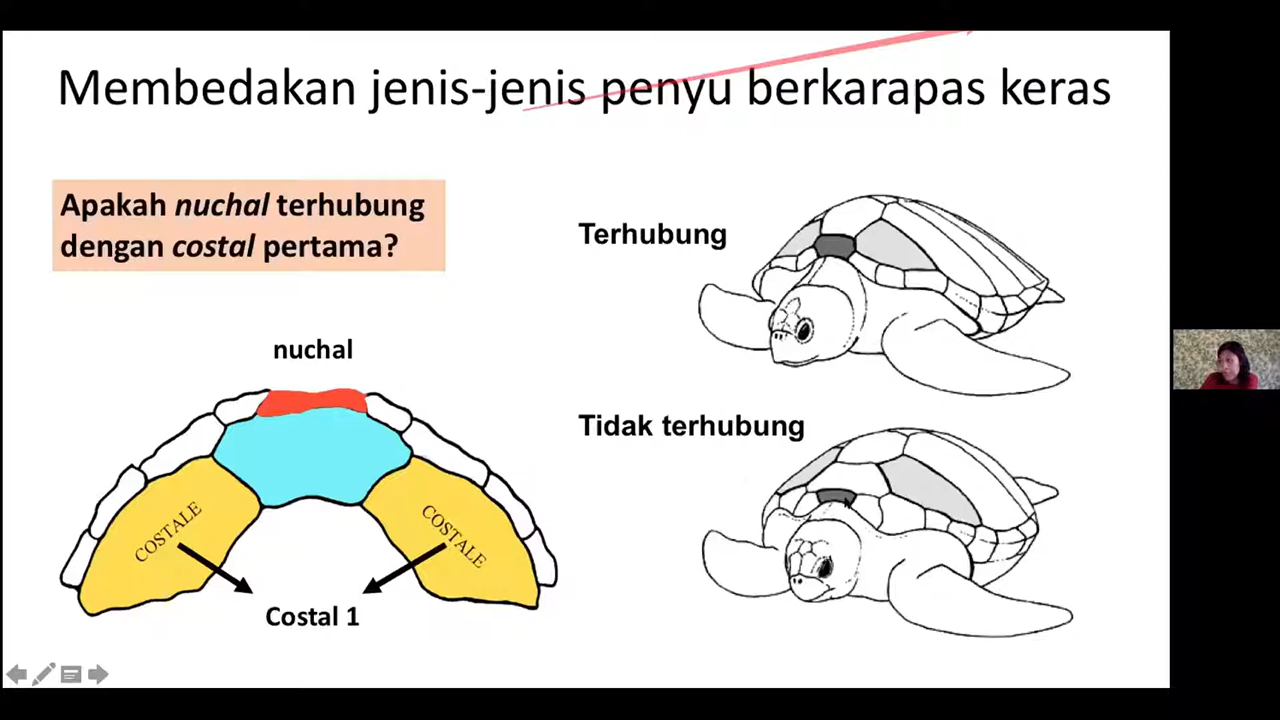 Membedakan jenis-jenis penyu berkarapas keras
Apakah nuchal terhubung
dengan costal pertama?
Terhubung
nuchal
Tidak terhubung
COSTALE
COSTALE
Costal 1